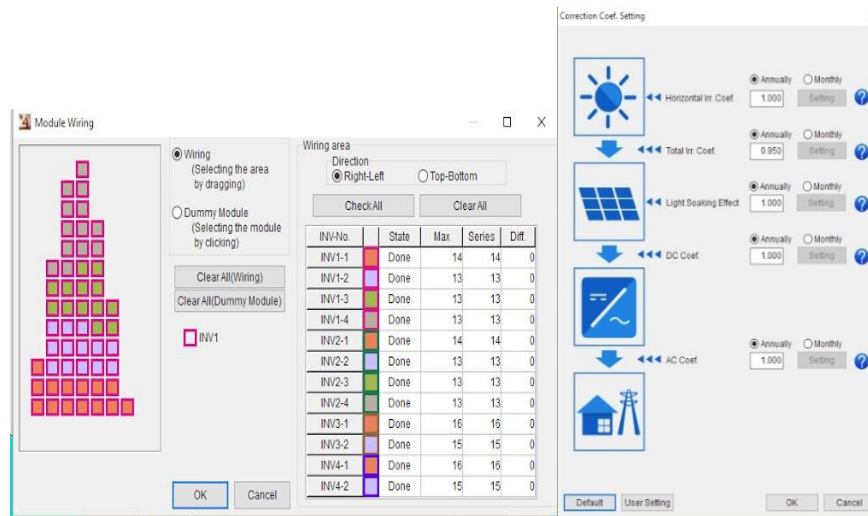 Module Wiring
Wiring
(Selecting the area
by dragging)
Dummy Module
(Selecting the module
by clicking)
Clear All(Wiring)
Clear All(Dummy Module)
INV1
OK
Cancel
Wiring area
Direction
Right-Left
Top-Bottom
Check All
Clear All
INV-No. State Max Series Diff.
INV1-1 Done 14 14 0
INV1-2 Done 13 13 0
INV1-3 Done 13 13 0
INV1-4 Done 13 13 0
INV2-1 Done 14 14 0
INV2-2 Done 13 13 0
INV2-3 Done 13 13 0
INV2-4 Done 13 13 0
INV3-1 Done 16 16 0
INV3-2 Done 15 15 0
INV4-1 Done 16 16 0
INV4-2 Done 15 15 0
Correction Coef. Setting
Annually Monthly
Horizontal Irr. Coef. 1.000 Setting ?
Annually Monthly
Total Irr. Coef. 0.950 Setting ?
Annually Monthly
Light Soaking Effect 1.000 Setting ?
Annually Monthly
DC Coef. 1.000 Setting ?
Annually Monthly
AC Coef. 1.000 Setting ?
Default User Setting OK Cancel